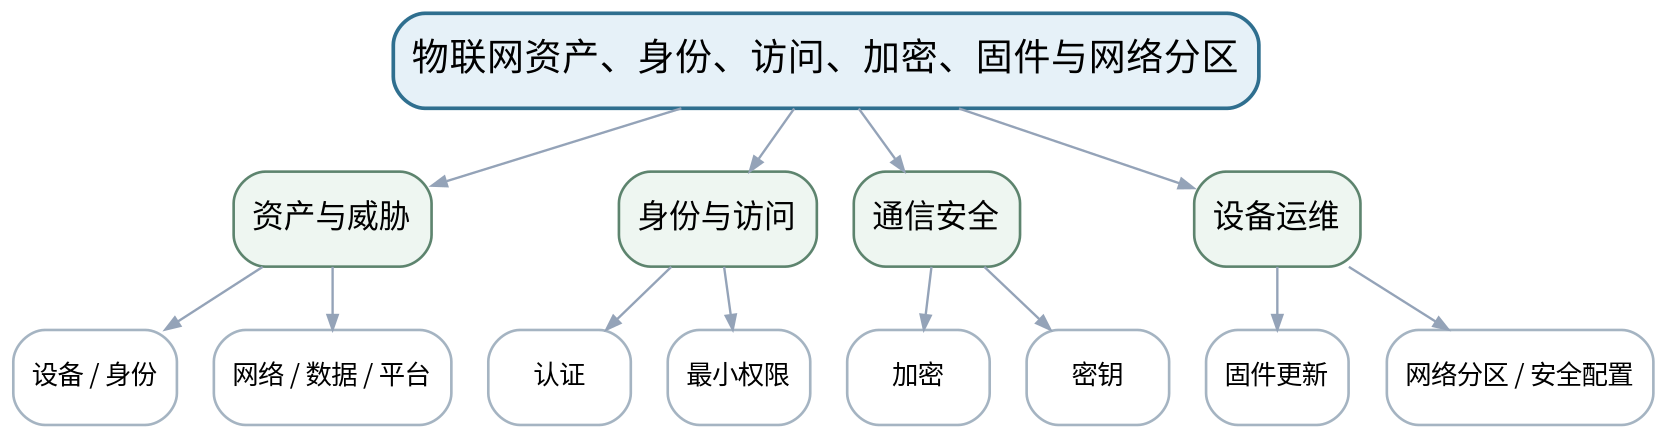 物联网资产、身份、访问、加密、固件与网络分区
资产与威胁
身份与访问
通信安全
设备运维
设备 / 身份
网络 / 数据 / 平台
认证
最小权限
加密
密钥
固件更新
网络分区 / 安全配置